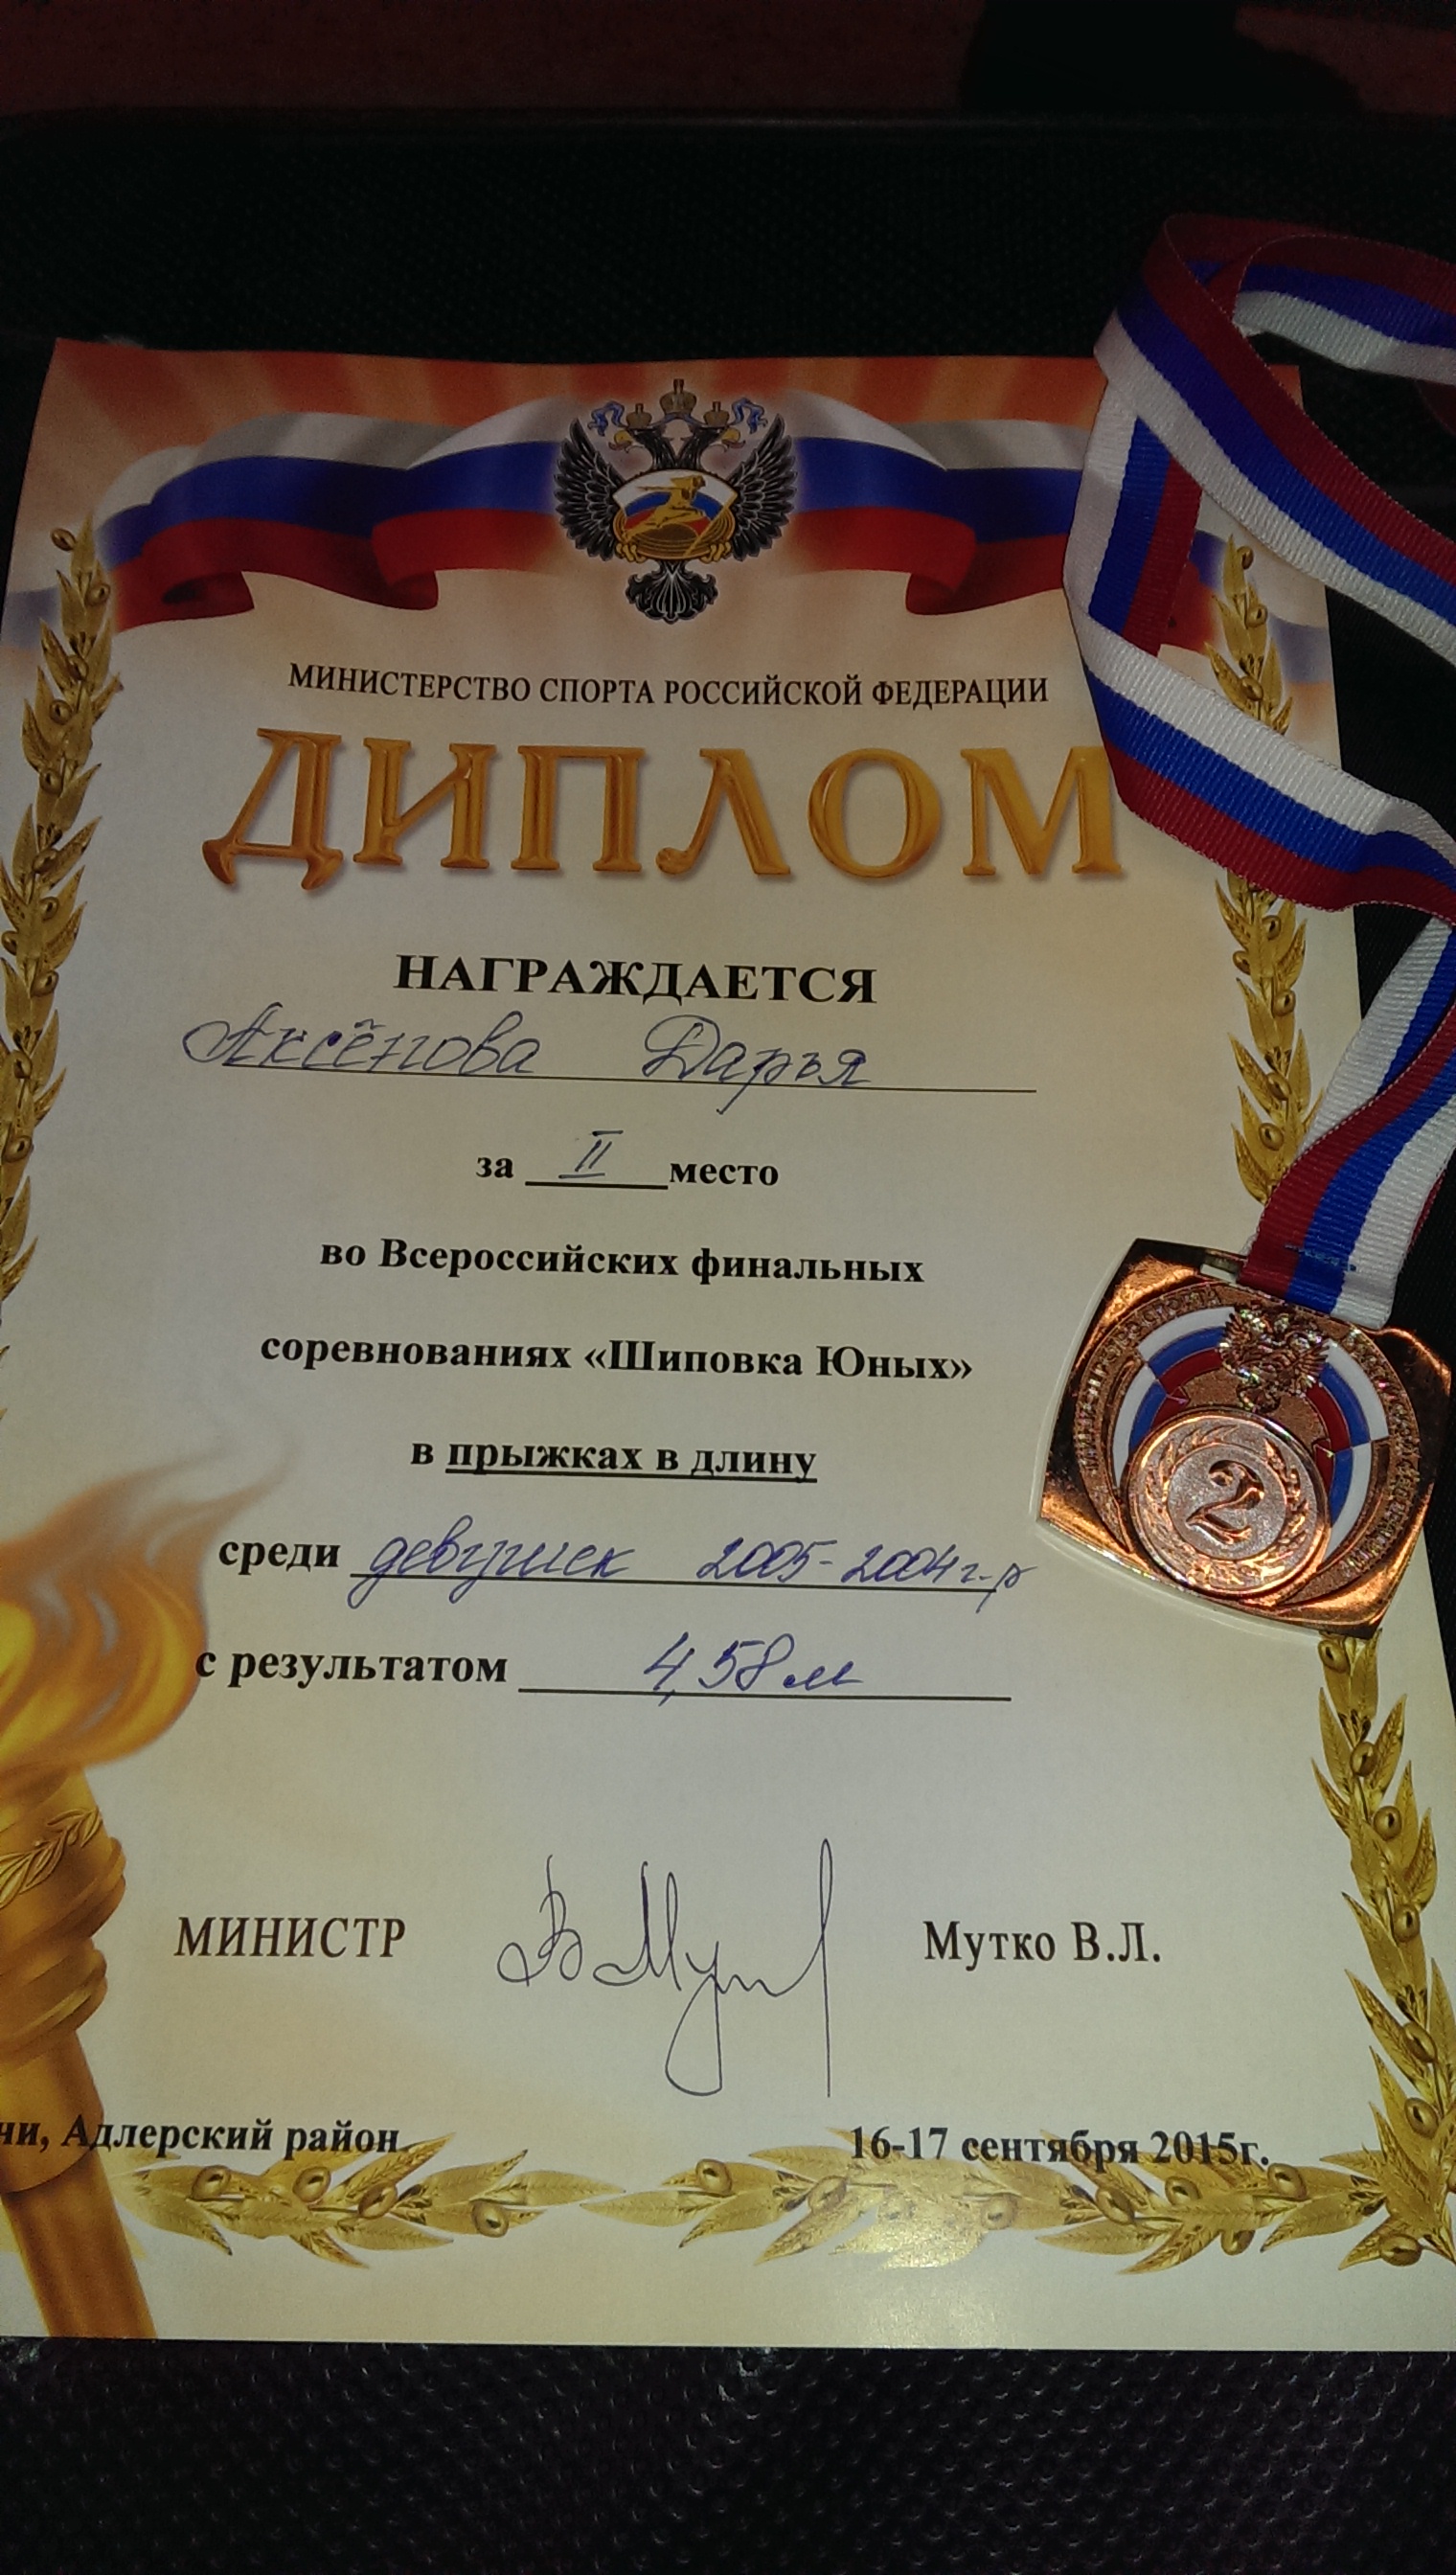 МИНИСТЕРСТВО СПОРТА РОССИЙСКОЙ ФЕДЕРАЦИИ
ДИПЛОМ
НАГРАЖДАЕТСЯ
Аксёнова Дарья
за II место
во Всероссийских финальных
соревнованиях «Шиповка Юных»
в прыжках в длину
среди девушек 2005-2004 г.р
с результатом 4,58 м
2
МИНИСТР Мутко В.Л.
чи, Адлерский район
16-17 сентября 2015г.